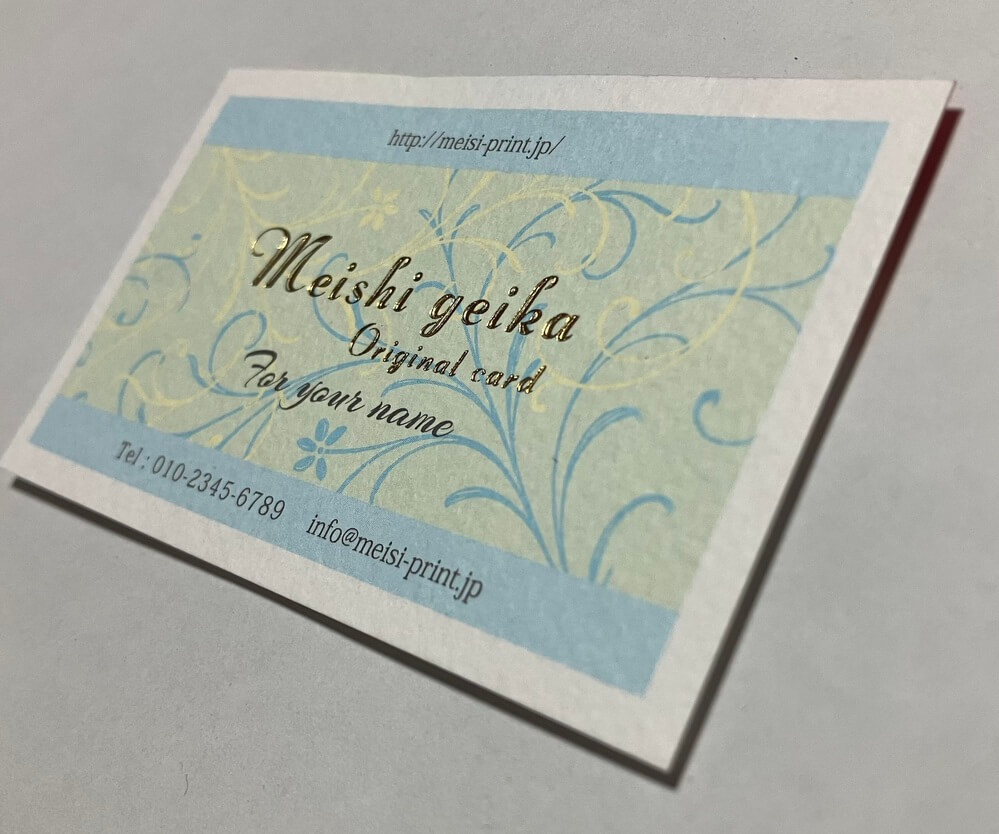 http://meisi-print.jp/
Meishi geika
Original card
For your name
Tel : 010-2345-6789
info@meisi-print.jp